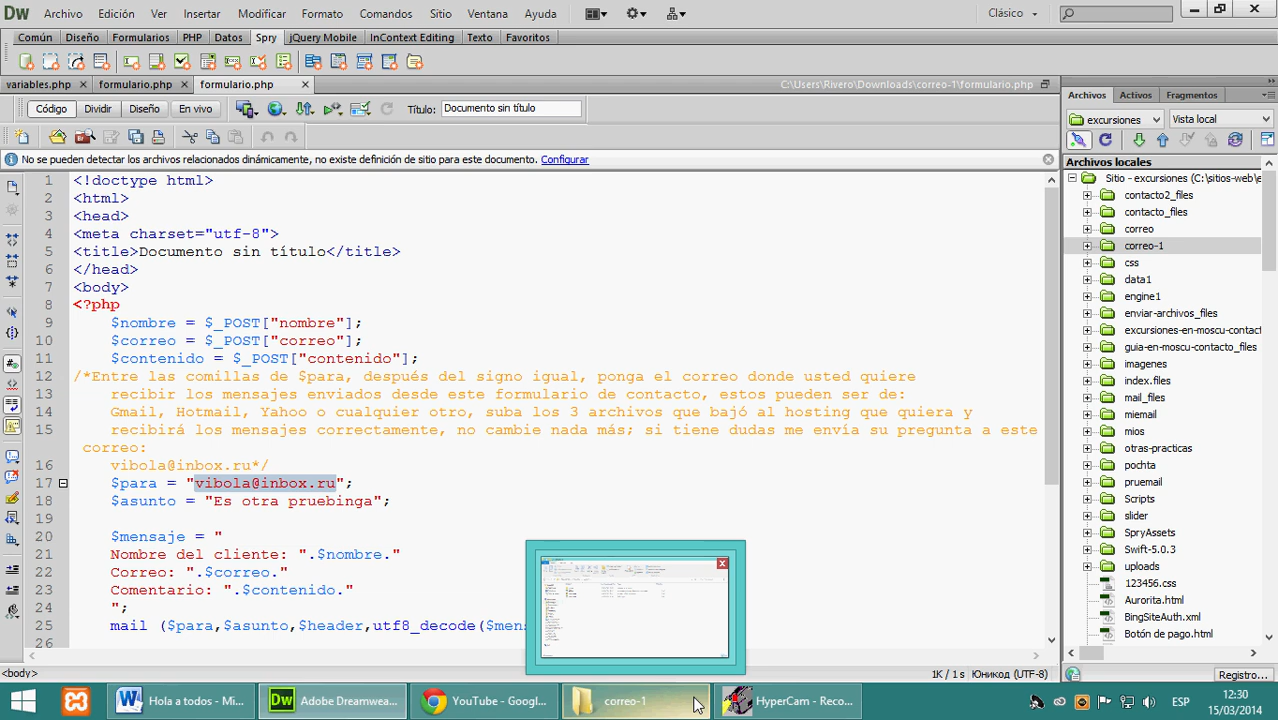 Dw Archivo Edición Ver Insertar Modificar Formato Comandos Sitio Ventana Ayuda Clásico
Común Diseño Formularios PHP Datos Spry jQuery Mobile InContext Editing Texto Favoritos
variables.php formulario.php formulario.php C:\Users\Rivero\Downloads\correo-1\formulario.php
Código Dividir Diseño En vivo Título: Documento sin título
No se pueden detectar los archivos relacionados dinámicamente, no existe definición de sitio para este documento. Configurar
1 <!doctype html>
2 <html>
3 <head>
4 <meta charset="utf-8">
5 <title>Documento sin título</title>
6 </head>
7 <body>
8 <?php
9 $nombre = $_POST["nombre"];
10 $correo = $_POST["correo"];
11 $contenido = $_POST["contenido"];
12 /*Entre las comillas de $para, después del signo igual, ponga el correo donde usted quiere
13 recibir los mensajes enviados desde este formulario de contacto, estos pueden ser de:
14 Gmail, Hotmail, Yahoo o cualquier otro, suba los 3 archivos que bajó al hosting que quiera y
15 recibirá los mensajes correctamente, no cambie nada más; si tiene dudas me envía su pregunta a este
correo:
16 vibola@inbox.ru*/
17 $para = "vibola@inbox.ru";
18 $asunto = "Es otra pruebinga";
19
20 $mensaje = "
21 Nombre del cliente: ".$nombre."
22 Correo: ".$correo."
23 Comentario: ".$contenido."
24 ";
25 mail ($para,$asunto,$header,utf8_decode($mens
26
<body> 1K / 1 s Юникод (UTF-8)
Archivos Activos Fragmentos
excursiones Vista local
Archivos locales
Sitio - excursiones (C:\sitios-web\e
contacto2_files
contacto_files
correo
correo-1
css
data1
engine1
enviar-archivos_files
excursiones-en-moscu-contact
guia-en-moscu-contacto_files
imagenes
index.files
mail_files
miemail
mios
otras-practicas
pochta
pruemail
Scripts
slider
SpryAssets
Swift-5.0.3
uploads
123456.css
Aurorita.html
BingSiteAuth.xml
Botón de pago.html
Registro...
Hola a todos - Mi... Dw Adobe Dreamwea... YouTube - Googl... correo-1 HyperCam - Reco... ESP 12:30
15/03/2014